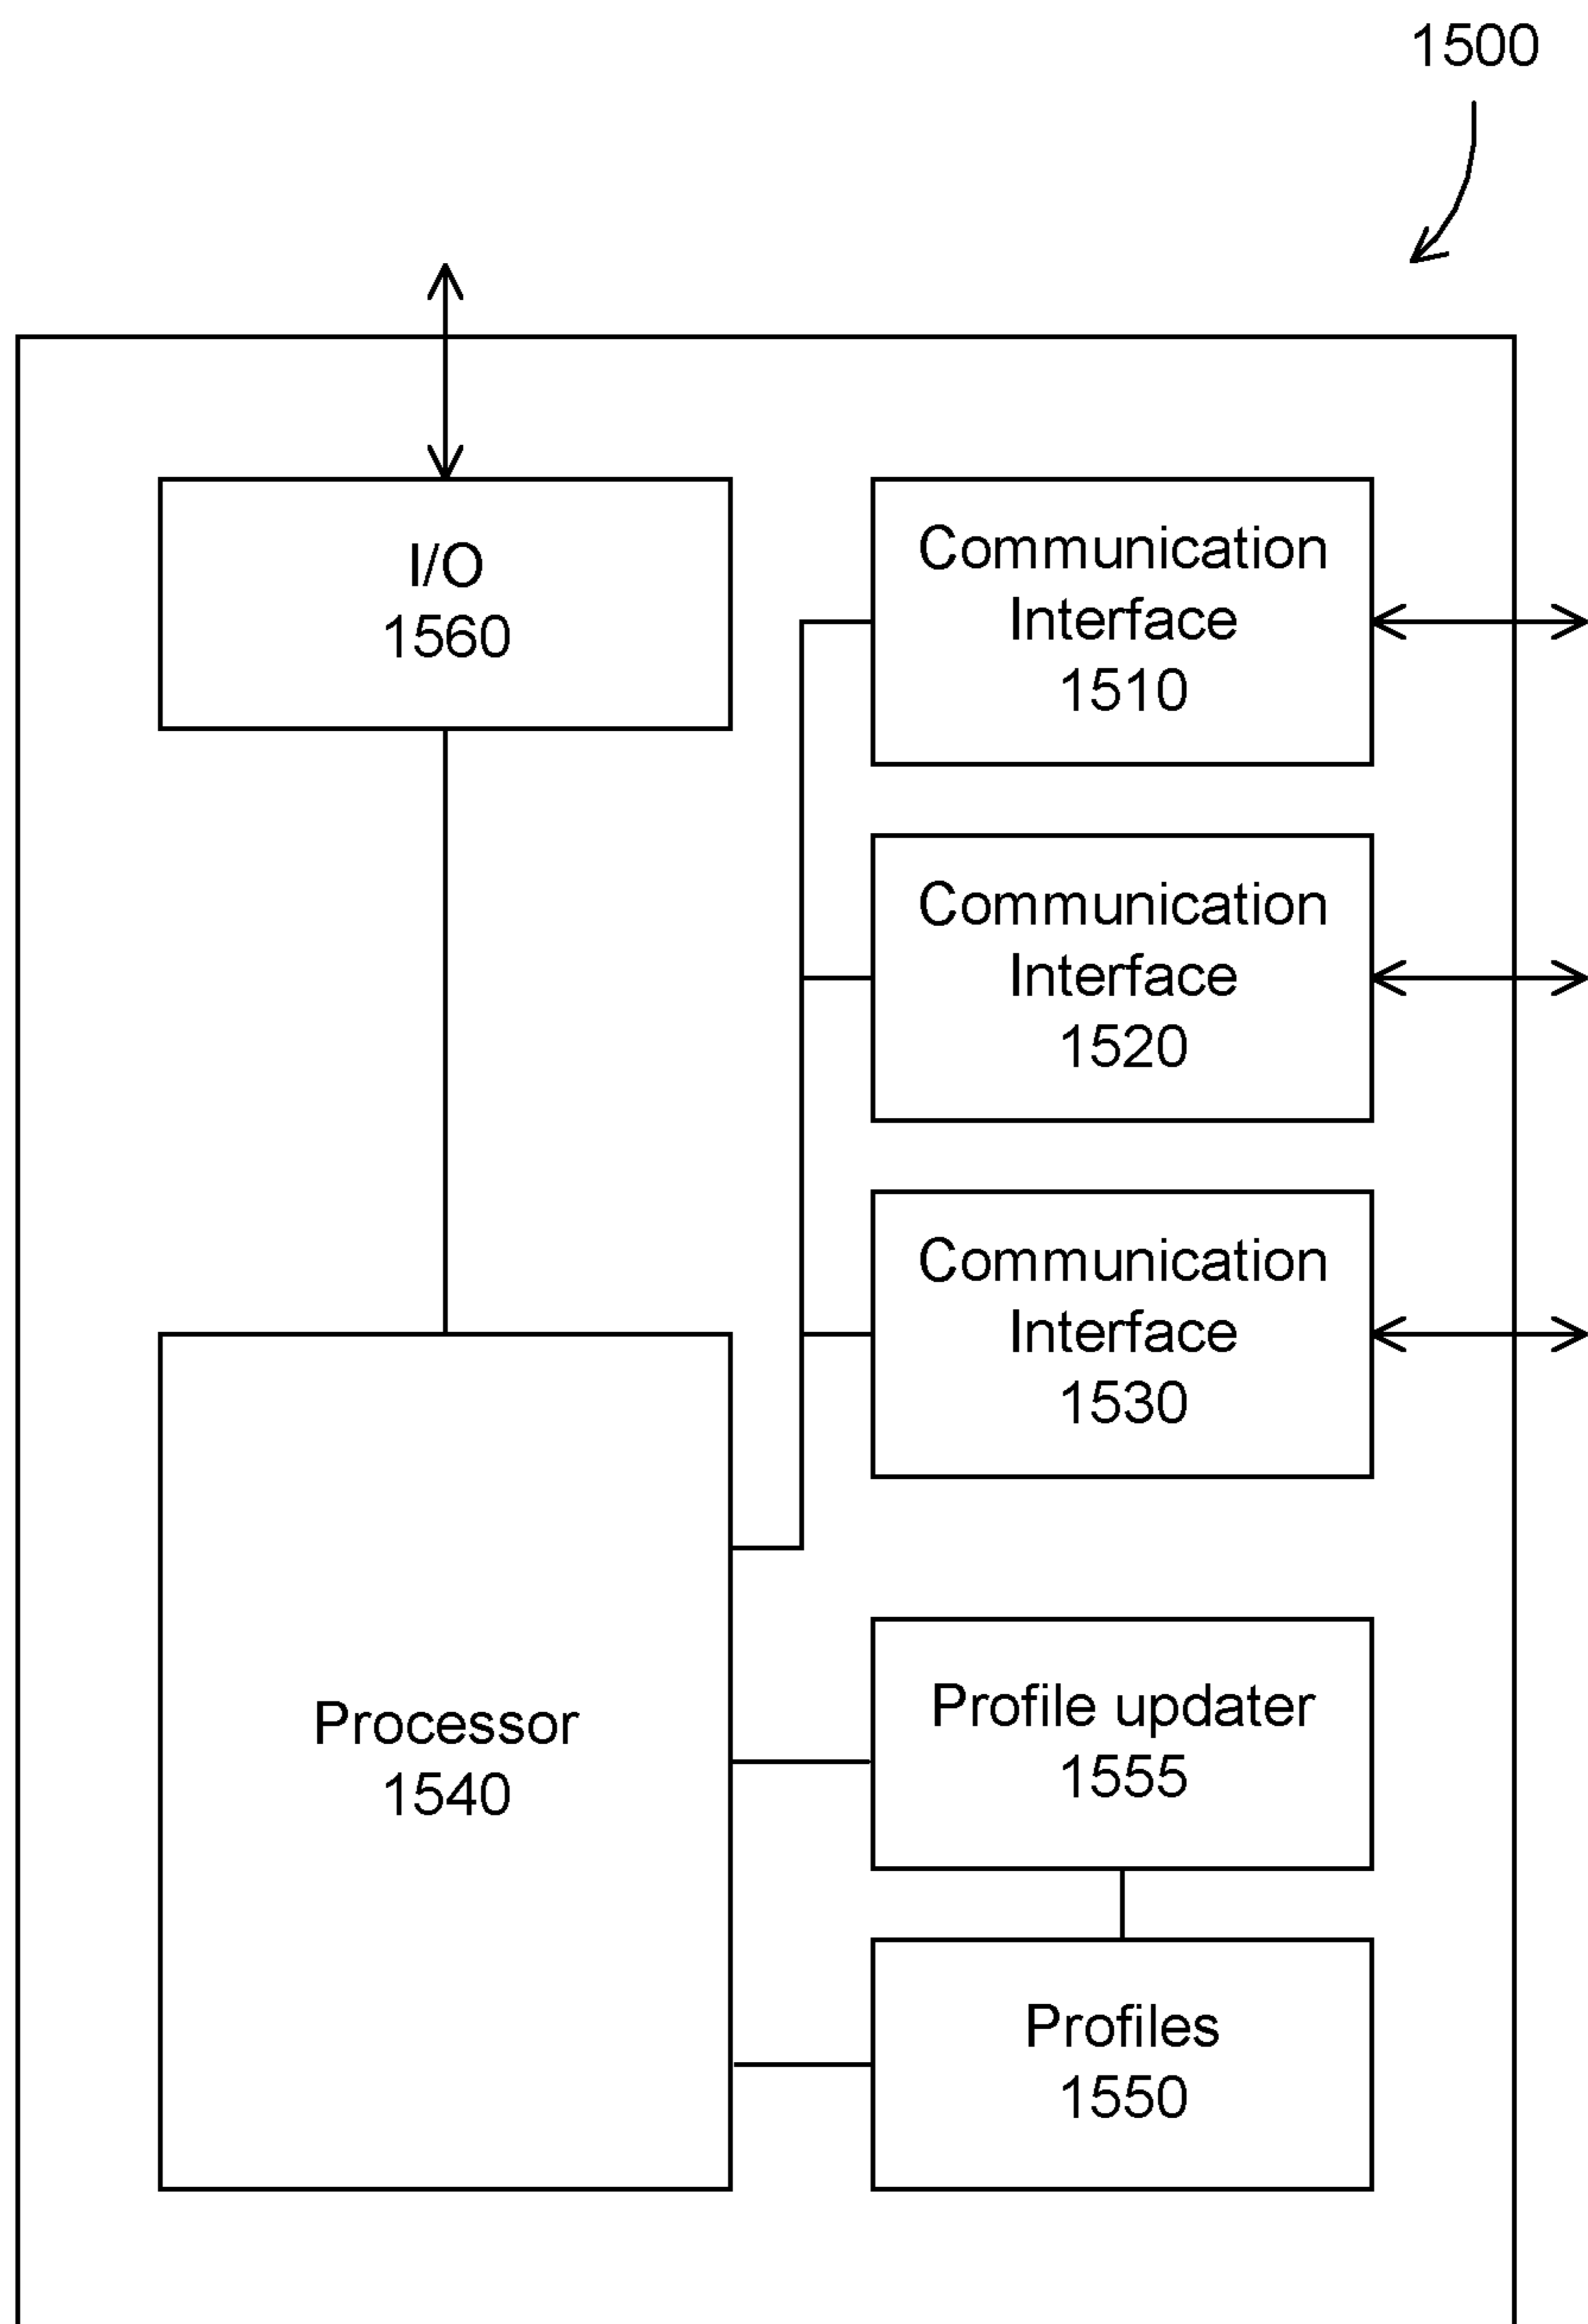 1500
I/O
1560
Communication
Interface
1510
Communication
Interface
1520
Communication
Interface
1530
Processor
1540
Profile updater
1555
Profiles
1550